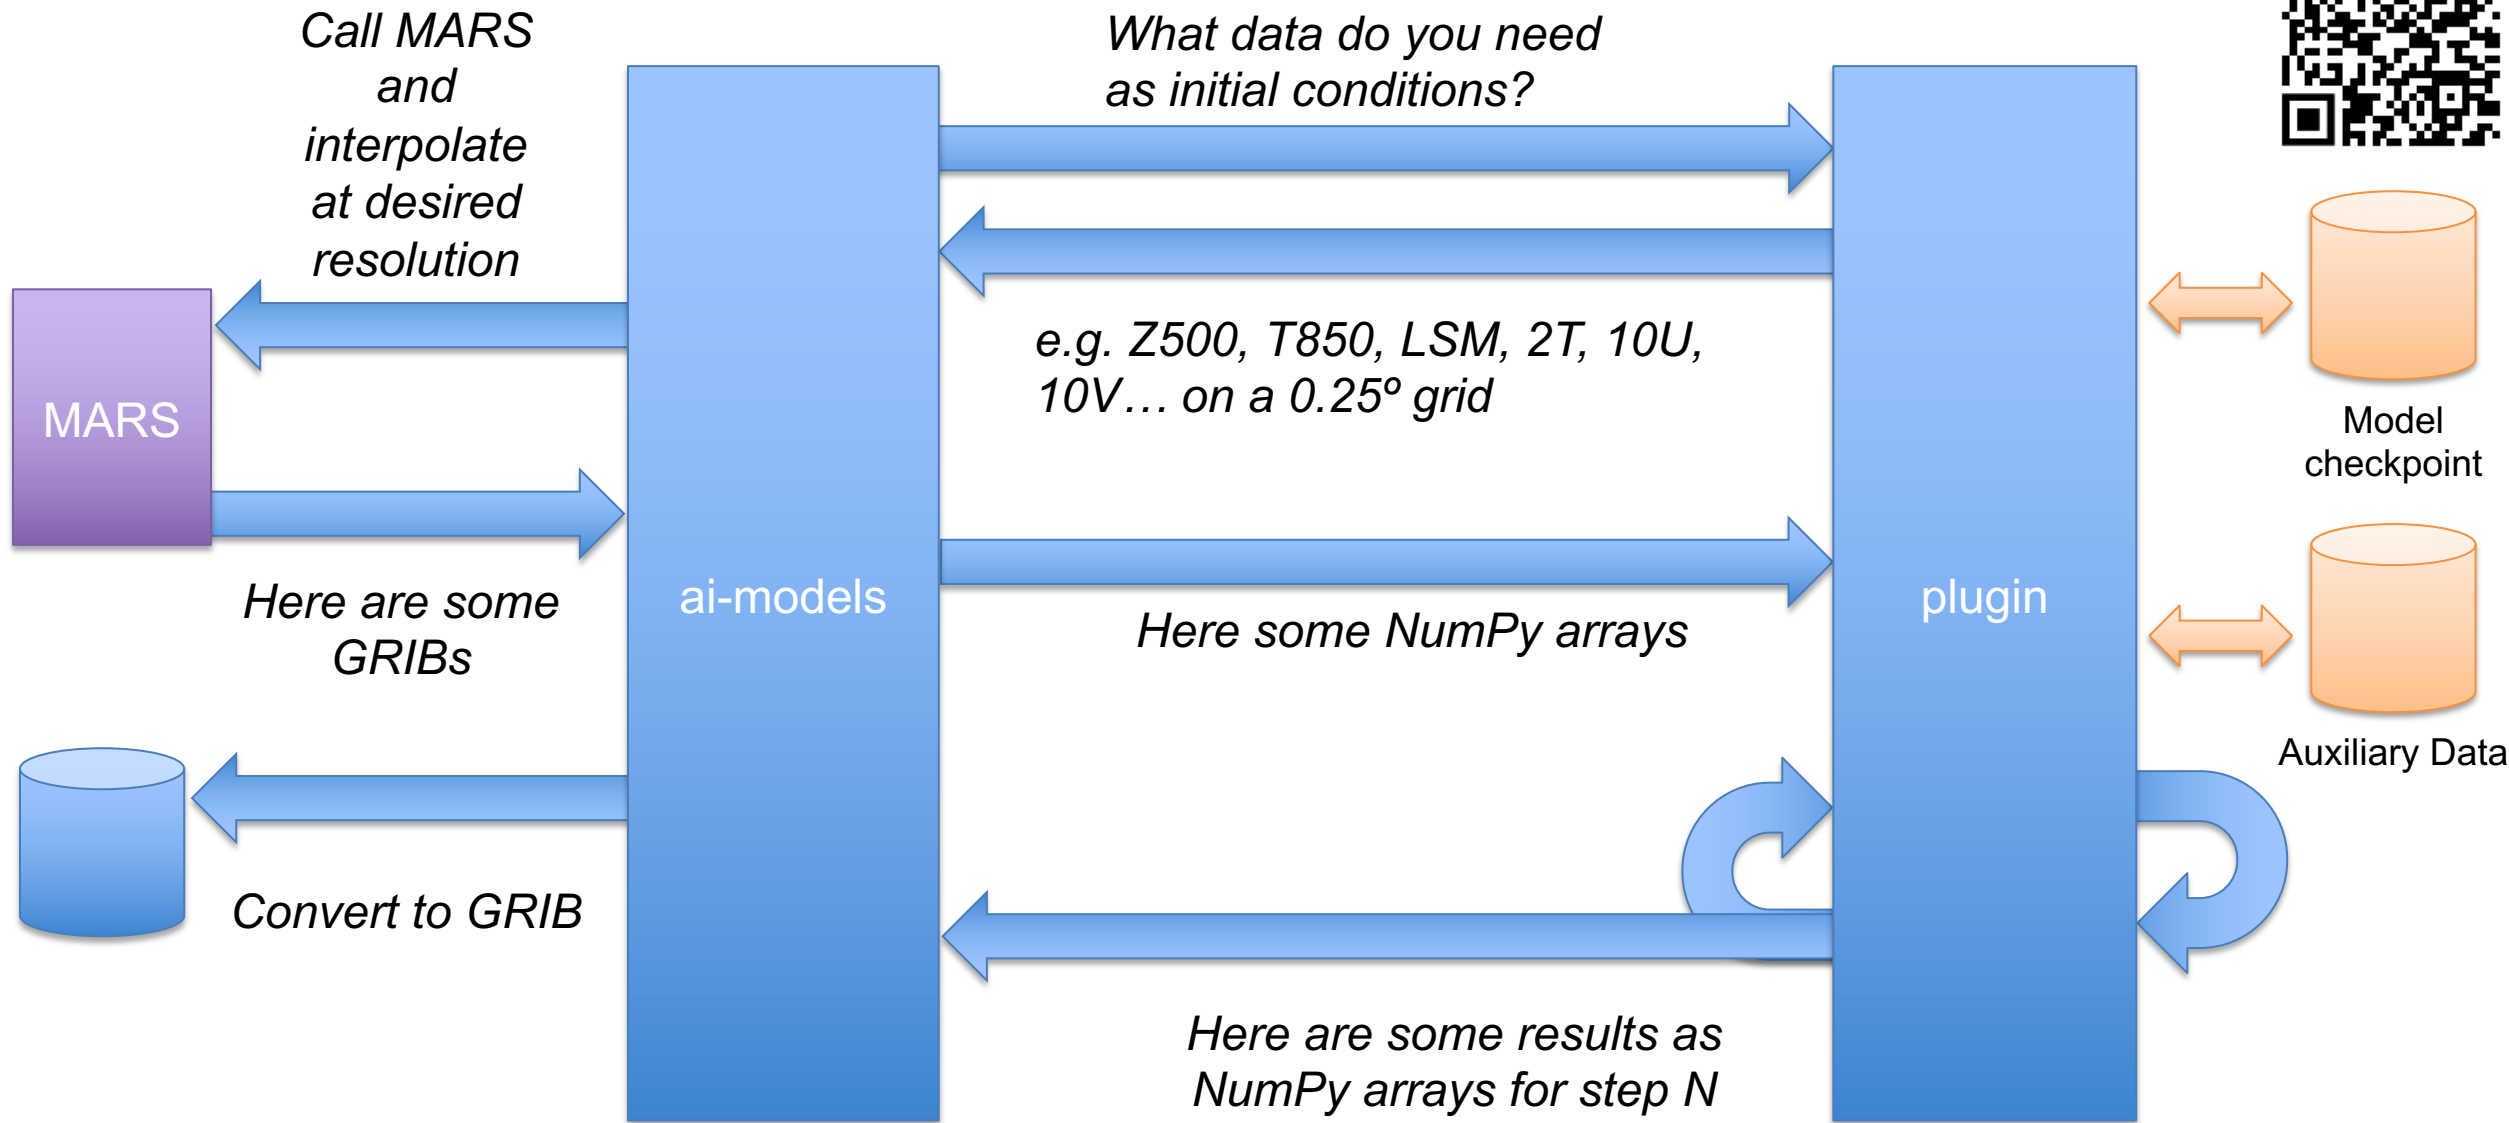 Call MARS
and
interpolate
at desired
resolution
What data do you need
as initial conditions?
MARS
e.g. Z500, T850, LSM, 2T, 10U,
10V… on a 0.25º grid
Model
checkpoint
Here are some
GRIBs
ai-models
Here some NumPy arrays
plugin
Auxiliary Data
Convert to GRIB
Here are some results as
NumPy arrays for step N